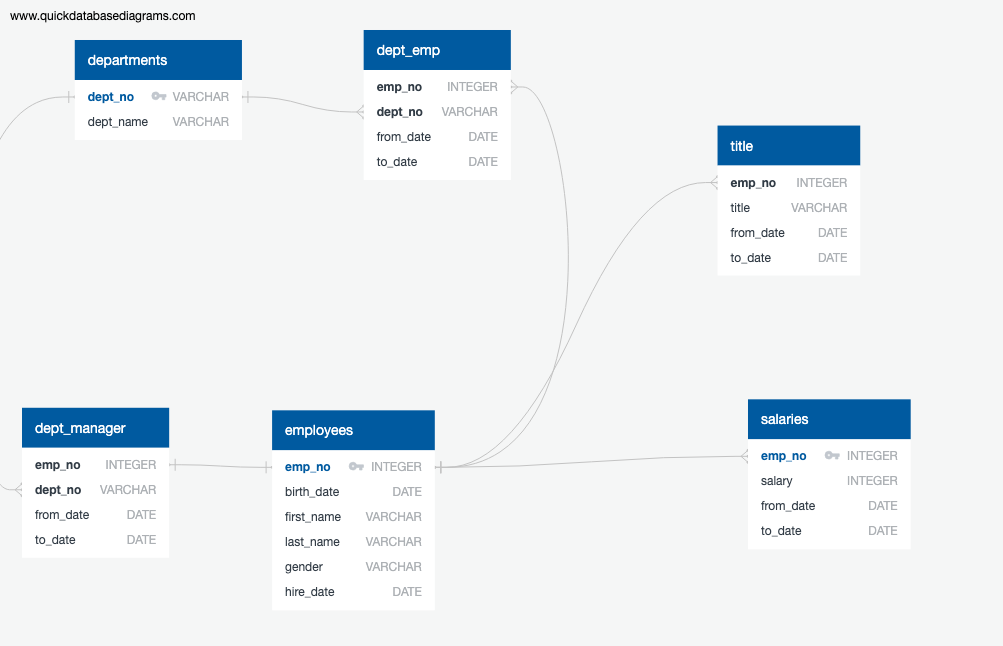 www.quickdatabasediagrams.com
departments
dept_no VARCHAR
dept_name VARCHAR
dept_emp
emp_no INTEGER
dept_no VARCHAR
from_date DATE
to_date DATE
title
emp_no INTEGER
title VARCHAR
from_date DATE
to_date DATE
dept_manager
emp_no INTEGER
dept_no VARCHAR
from_date DATE
to_date DATE
employees
emp_no INTEGER
birth_date DATE
first_name VARCHAR
last_name VARCHAR
gender VARCHAR
hire_date DATE
salaries
emp_no INTEGER
salary INTEGER
from_date DATE
to_date DATE